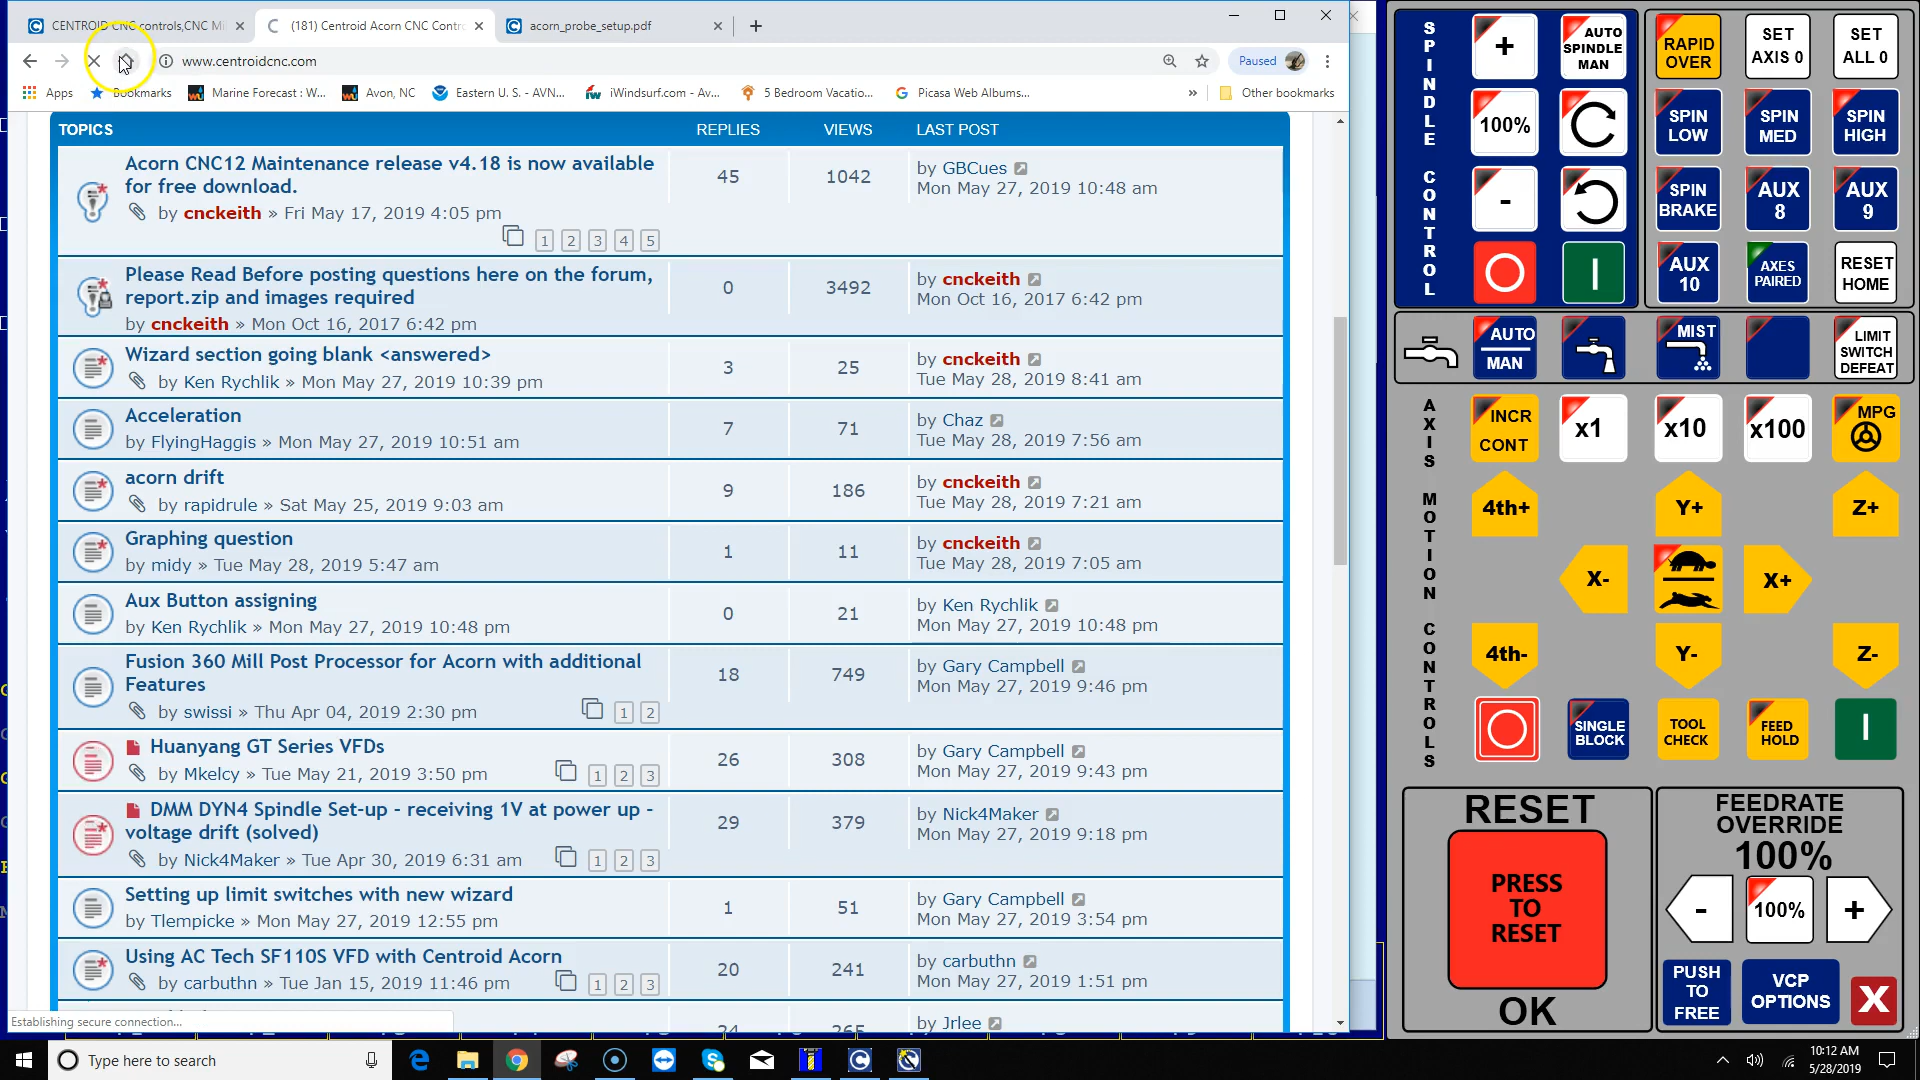 CENTROID CNC controls,CNC Mi
(181) Centroid Acorn CNC Contro
acorn_probe_setup.pdf
www.centroidcnc.com
Paused
Apps
Bookmarks
Marine Forecast : W...
Avon, NC
Eastern U. S. - AVN...
iWindsurf.com - Av...
5 Bedroom Vacatio...
Picasa Web Albums...
»
Other bookmarks
TOPICS REPLIES VIEWS LAST POST
Acorn CNC12 Maintenance release v4.18 is now available
for free download.
by cnckeith » Fri May 17, 2019 4:05 pm
1 2 3 4 5
45 1042
by GBCues
Mon May 27, 2019 10:48 am
Please Read Before posting questions here on the forum,
report.zip and images required
by cnckeith » Mon Oct 16, 2017 6:42 pm
0 3492
by cnckeith
Mon Oct 16, 2017 6:42 pm
Wizard section going blank <answered>
by Ken Rychlik » Mon May 27, 2019 10:39 pm
3 25
by cnckeith
Tue May 28, 2019 8:41 am
Acceleration
by FlyingHaggis » Mon May 27, 2019 10:51 am
7 71
by Chaz
Tue May 28, 2019 7:56 am
acorn drift
by rapidrule » Sat May 25, 2019 9:03 am
9 186
by cnckeith
Tue May 28, 2019 7:21 am
Graphing question
by midy » Tue May 28, 2019 5:47 am
1 11
by cnckeith
Tue May 28, 2019 7:05 am
Aux Button assigning
by Ken Rychlik » Mon May 27, 2019 10:48 pm
0 21
by Ken Rychlik
Mon May 27, 2019 10:48 pm
Fusion 360 Mill Post Processor for Acorn with additional
Features
by swissi » Thu Apr 04, 2019 2:30 pm
1 2
18 749
by Gary Campbell
Mon May 27, 2019 9:46 pm
Huanyang GT Series VFDs
by Mkelcy » Tue May 21, 2019 3:50 pm
1 2 3
26 308
by Gary Campbell
Mon May 27, 2019 9:43 pm
DMM DYN4 Spindle Set-up - receiving 1V at power up -
voltage drift (solved)
by Nick4Maker » Tue Apr 30, 2019 6:31 am
1 2 3
29 379
by Nick4Maker
Mon May 27, 2019 9:18 pm
Setting up limit switches with new wizard
by Tlempicke » Mon May 27, 2019 12:55 pm
1 51
by Gary Campbell
Mon May 27, 2019 3:54 pm
Using AC Tech SF110S VFD with Centroid Acorn
by carbuthn » Tue Jan 15, 2019 11:46 pm
1 2 3
20 241
by carbuthn
Mon May 27, 2019 1:51 pm
by Jrlee
Establishing secure connection...
Type here to search
10:12 AM
5/28/2019
SPINDLE CONTROL
+
AUTO
SPINDLE
MAN
100%
-
RAPID
OVER
SET
AXIS 0
SET
ALL 0
SPIN
LOW
SPIN
MED
SPIN
HIGH
SPIN
BRAKE
AUX
8
AUX
9
AUX
10
AXES
PAIRED
RESET
HOME
AUTO
MAN
MIST
LIMIT
SWITCH
DEFEAT
AXIS MOTION CONTROLS
INCR
CONT
x1
x10
x100
MPG
4th+
Y+
Z+
X-
X+
4th-
Y-
Z-
SINGLE
BLOCK
TOOL
CHECK
FEED
HOLD
RESET
PRESS
TO
RESET
OK
FEEDRATE
OVERRIDE
100%
-
100%
+
PUSH
TO
FREE
VCP
OPTIONS
X